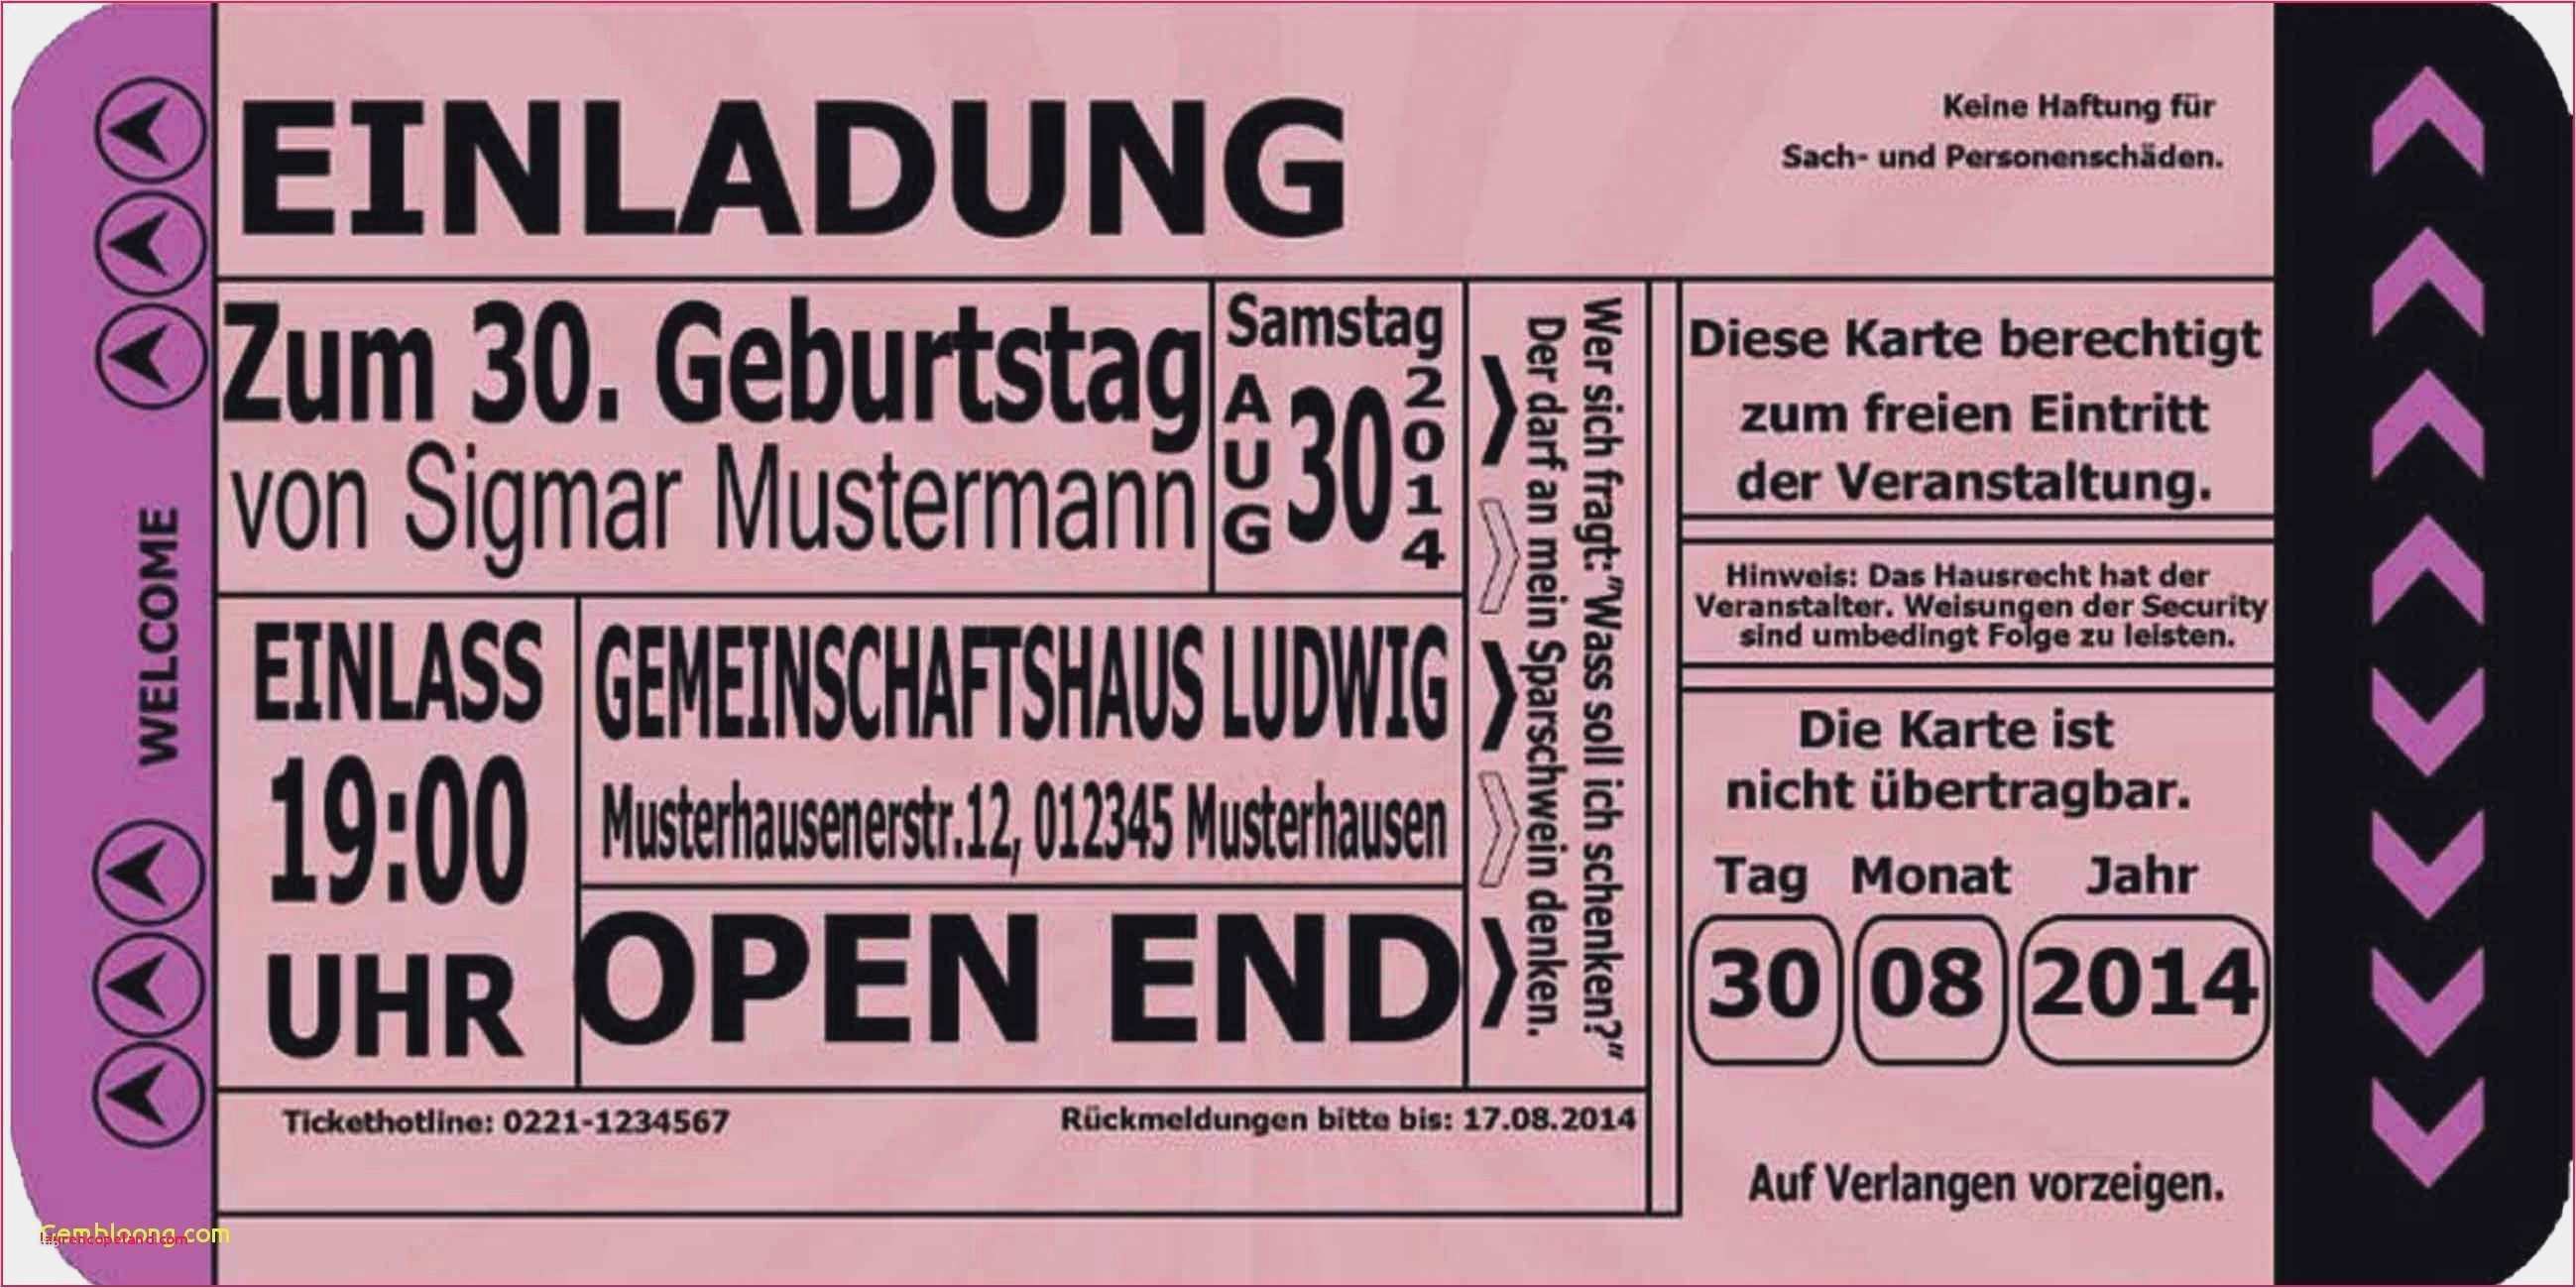 EINLADUNG
Keine Haftung für
Sach- und Personenschäden.
WELCOME
Zum 30. Geburtstag
von Sigmar Mustermann
Samstag
AUG
30
2014
EINLASS
19:00
UHR
GEMEINSCHAFTSHAUS LUDWIG
Musterhausenerstr.12, 012345 Musterhausen
OPEN END
Wer sich fragt:"Wass soll ich schenken?"
Der darf an mein Sparschwein denken.
Tickethotline: 0221-1234567
Rückmeldungen bitte bis: 17.08.2014
Diese Karte berechtigt
zum freien Eintritt
der Veranstaltung.
Hinweis: Das Hausrecht hat der
Veranstalter. Weisungen der Security
sind umbedingt Folge zu leisten.
Die Karte ist
nicht übertragbar.
Tag Monat Jahr
30 08 2014
Auf Verlangen vorzeigen.
Gembloong.com